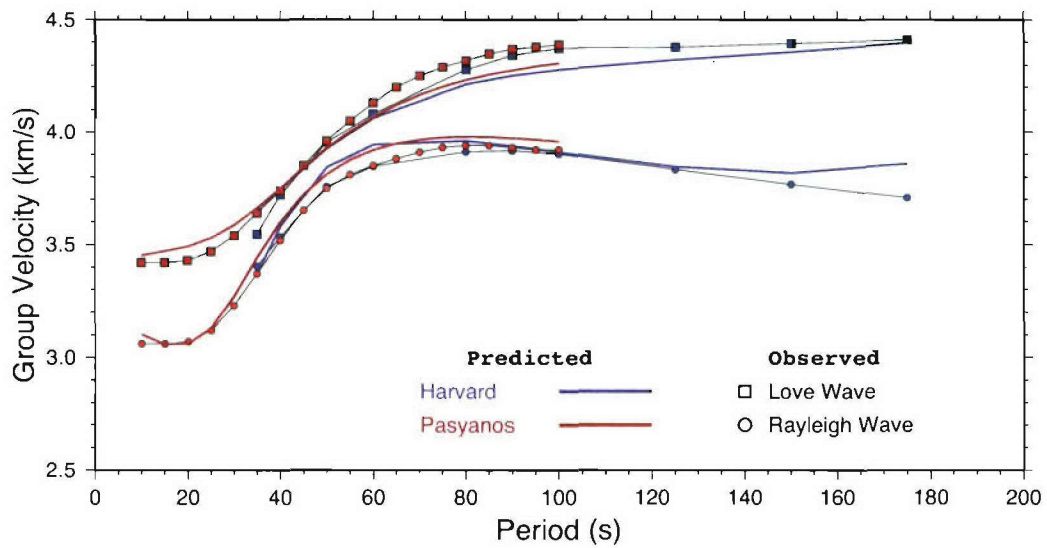 4.5
4.0
3.5
3.0
2.5
Group Velocity (km/s)
Predicted Observed
Harvard Love Wave
Pasyanos Rayleigh Wave
0 20 40 60 80 100 120 140 160 180 200
Period (s)